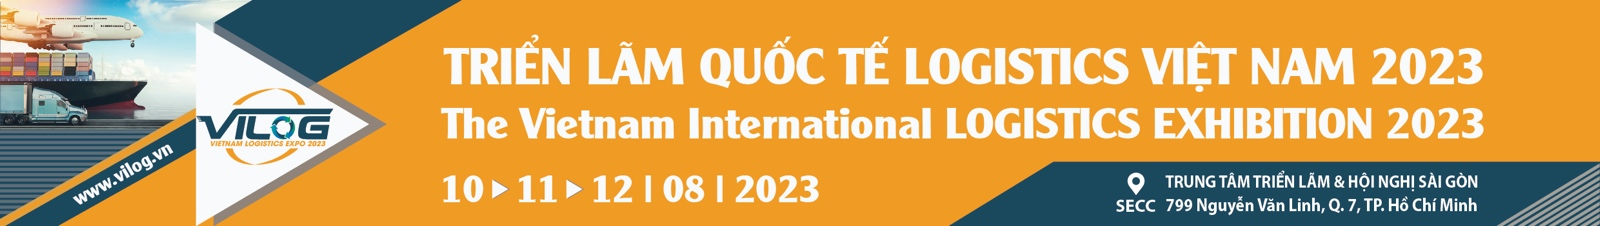 www.vilog.vn
VILOG
VIETNAM LOGISTICS EXPO 2023
TRIỂN LÃM QUỐC TẾ LOGISTICS VIỆT NAM 2023
The Vietnam International LOGISTICS EXHIBITION 2023
10 ▶ 11 ▶ 12 | 08 | 2023
SECC
TRUNG TÂM TRIỂN LÃM & HỘI NGHỊ SÀI GÒN
799 Nguyễn Văn Linh, Q. 7, TP. Hồ Chí Minh